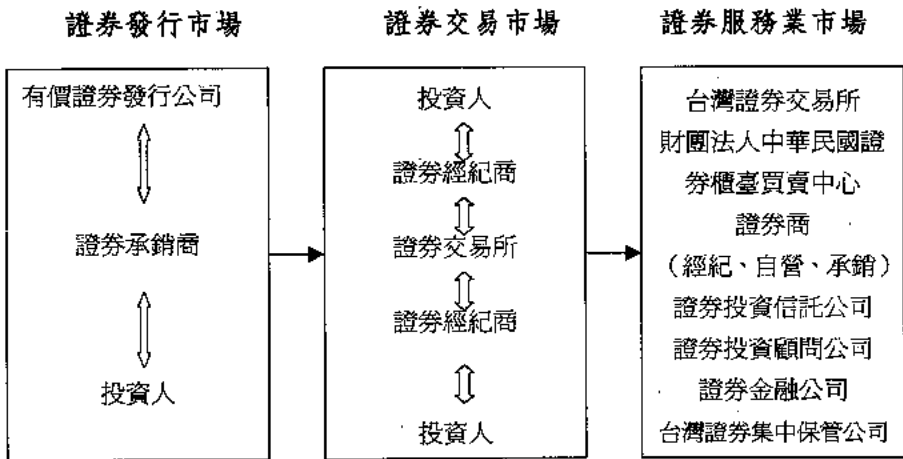 證券發行市場
有價證券發行公司
證券承銷商
投資人
證券交易市場
投資人
證券經紀商
證券交易所
證券經紀商
投資人
證券服務業市場
台灣證券交易所
財團法人中華民國證
券櫃臺買賣中心
證券商
（經紀、自營、承銷）
證券投資信託公司
證券投資顧問公司
證券金融公司
台灣證券集中保管公司